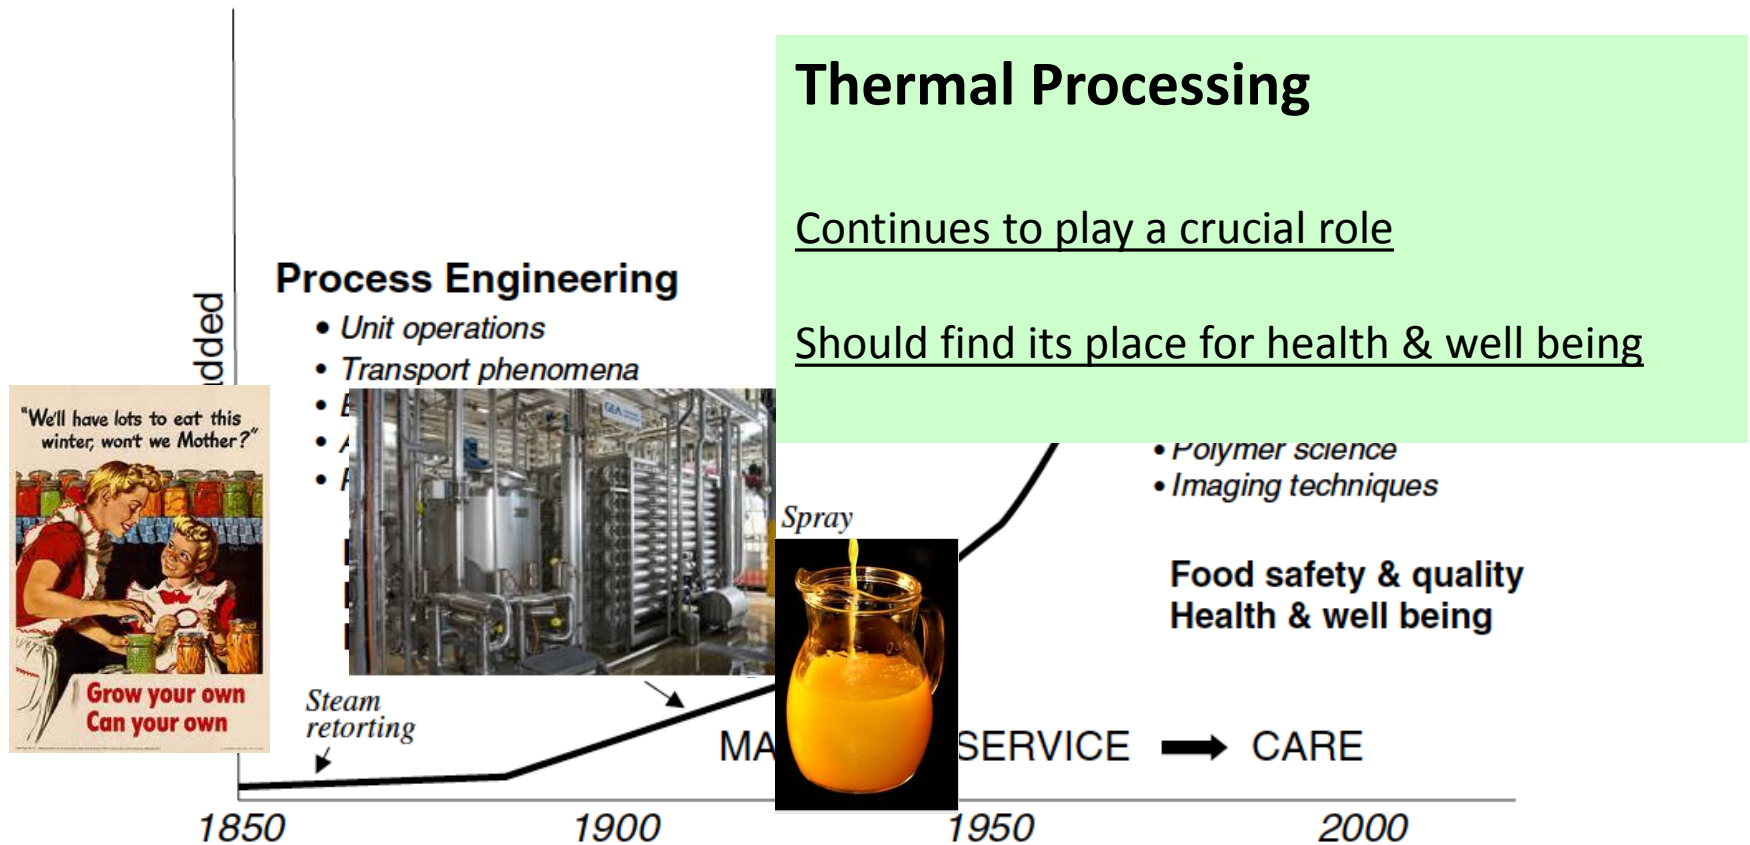 Thermal Processing
Continues to play a crucial role
Should find its place for health & well being
Process Engineering
• Unit operations
• Transport phenomena
added
"We'll have lots to eat this
winter, won't we Mother?"
Grow your own
Can your own
GEA
• Polymer science
• Imaging techniques
Spray
Food safety & quality
Health & well being
Steam
retorting
MA
SERVICE → CARE
1850 1900 1950 2000